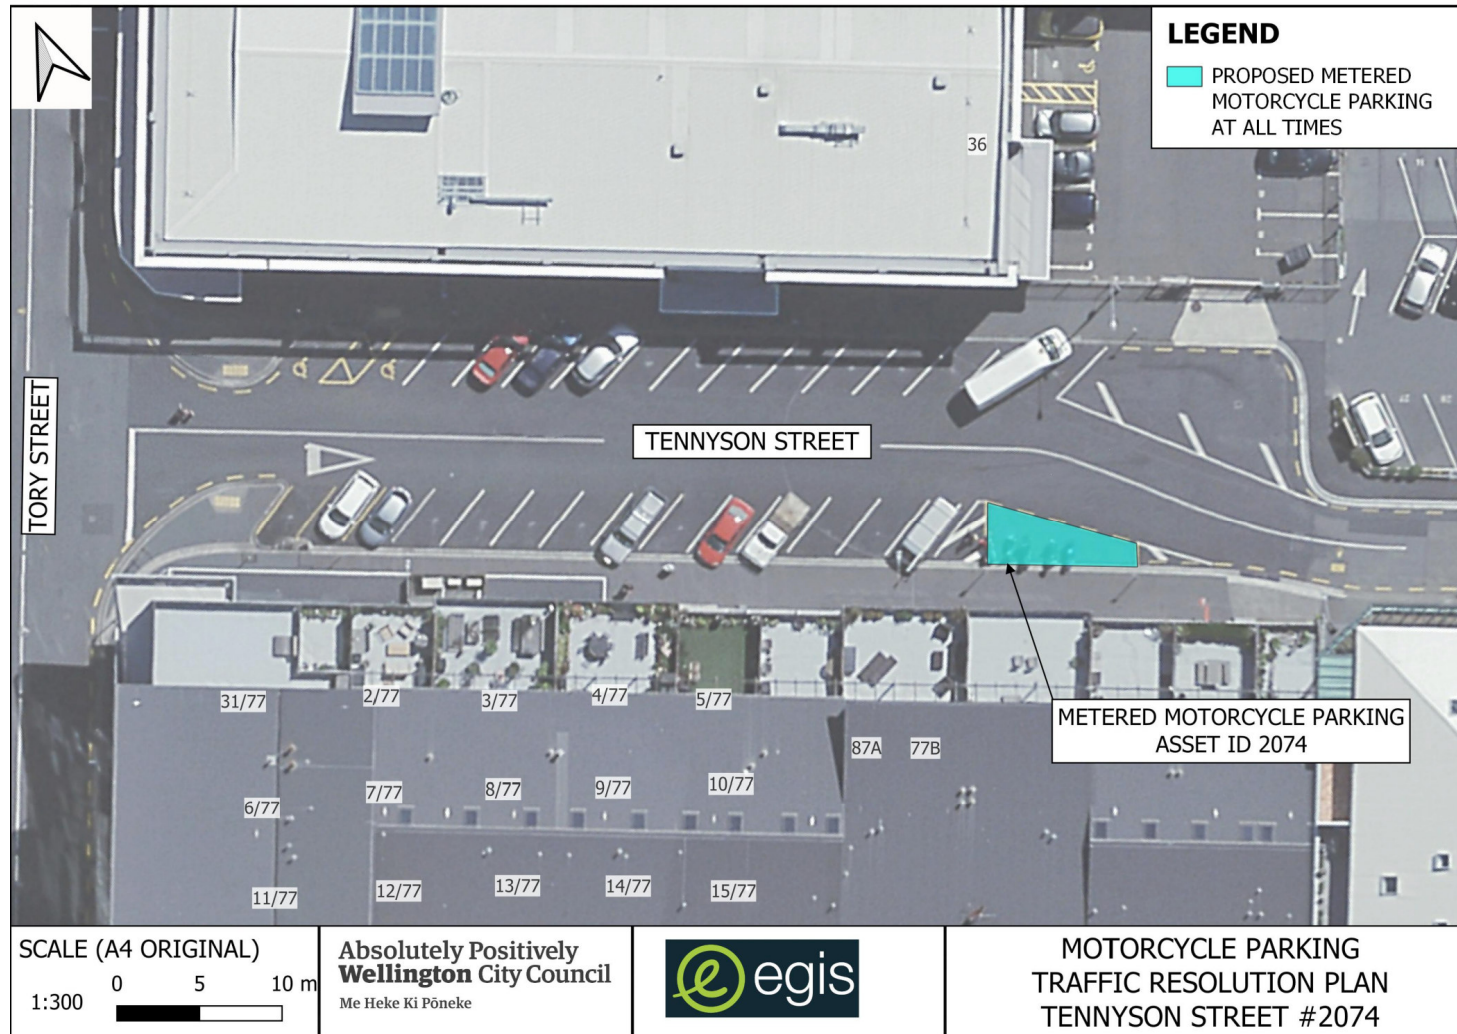 LEGEND
PROPOSED METERED
MOTORCYCLE PARKING
AT ALL TIMES
36
TORY STREET
TENNYSON STREET
METERED MOTORCYCLE PARKING
ASSET ID 2074
31/77
2/77
3/77
4/77
5/77
87A
77B
6/77
7/77
8/77
9/77
10/77
11/77
12/77
13/77
14/77
15/77
SCALE (A4 ORIGINAL)
1:300
0 5 10 m
Absolutely Positively
Wellington City Council
Me Heke Ki Pōneke
egis
MOTORCYCLE PARKING
TRAFFIC RESOLUTION PLAN
TENNYSON STREET #2074